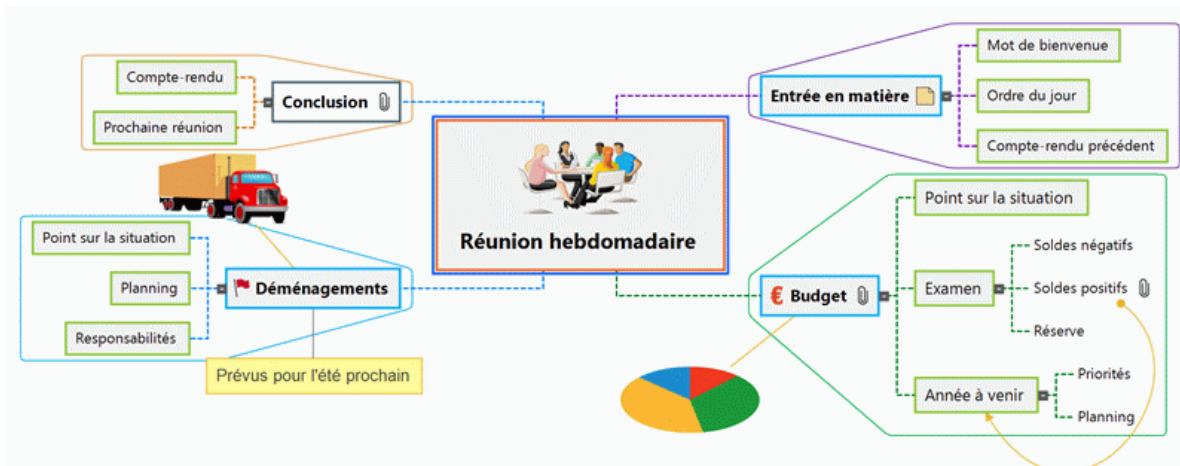 Réunion hebdomadaire
Entrée en matière
Mot de bienvenue
Ordre du jour
Compte-rendu précédent
€ Budget
Point sur la situation
Examen
Soldes négatifs
Soldes positifs
Réserve
Année à venir
Priorités
Planning
Déménagements
Point sur la situation
Planning
Responsabilités
Prévus pour l'été prochain
Conclusion
Compte-rendu
Prochaine réunion